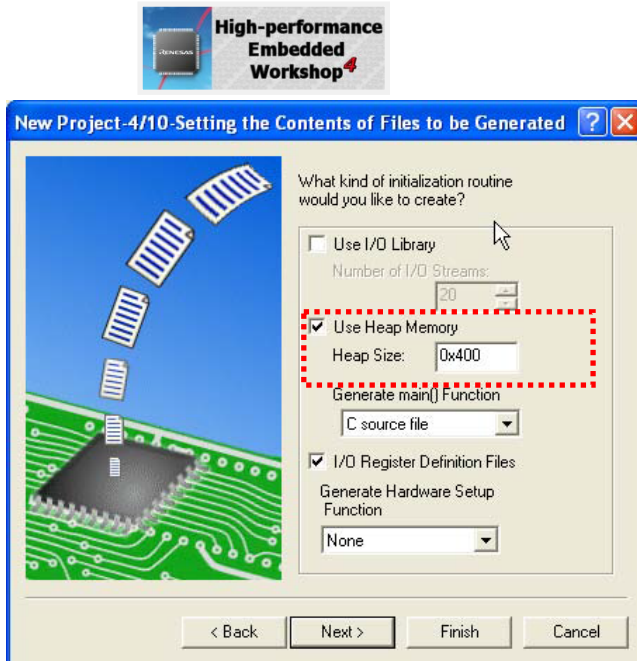 High-performance
Embedded
Workshop4
RENESAS
New Project-4/10-Setting the Contents of Files to be Generated
What kind of initialization routine
would you like to create?
Use I/O Library
Number of I/O Streams:
20
Use Heap Memory
Heap Size: 0x400
Generate main() Function
C source file
I/O Register Definition Files
Generate Hardware Setup
Function
None
< Back Next > Finish Cancel